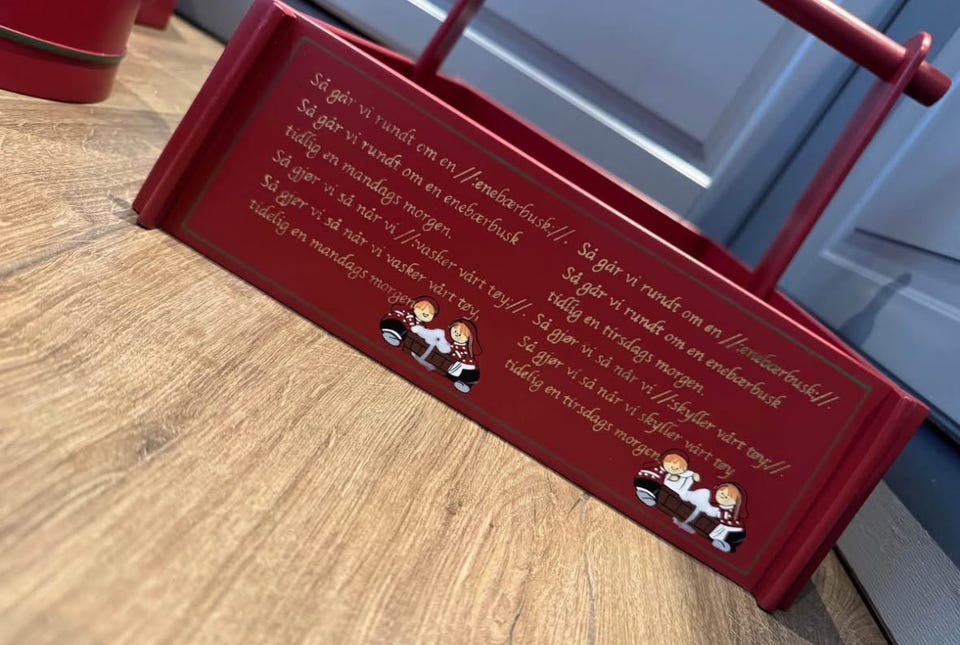 Så går vi rundt om en //:enebærbusk://.
Så går vi rundt om en enebærbusk
tidlig en mandags morgen.
Så gjør vi så når vi //:vasker vårt tøy://.
Så gjør vi så når vi vasker vårt tøy,
tidelig en mandags morgen
Så går vi rundt om en //:enebærbusk://.
Så går vi rundt om en enebærbusk
tidlig en tirsdags morgen.
Så gjør vi så når vi //:skyller vårt tøy://.
Så gjør vi så når vi skyller vårt tøy
tidelig en tirsdags morgen